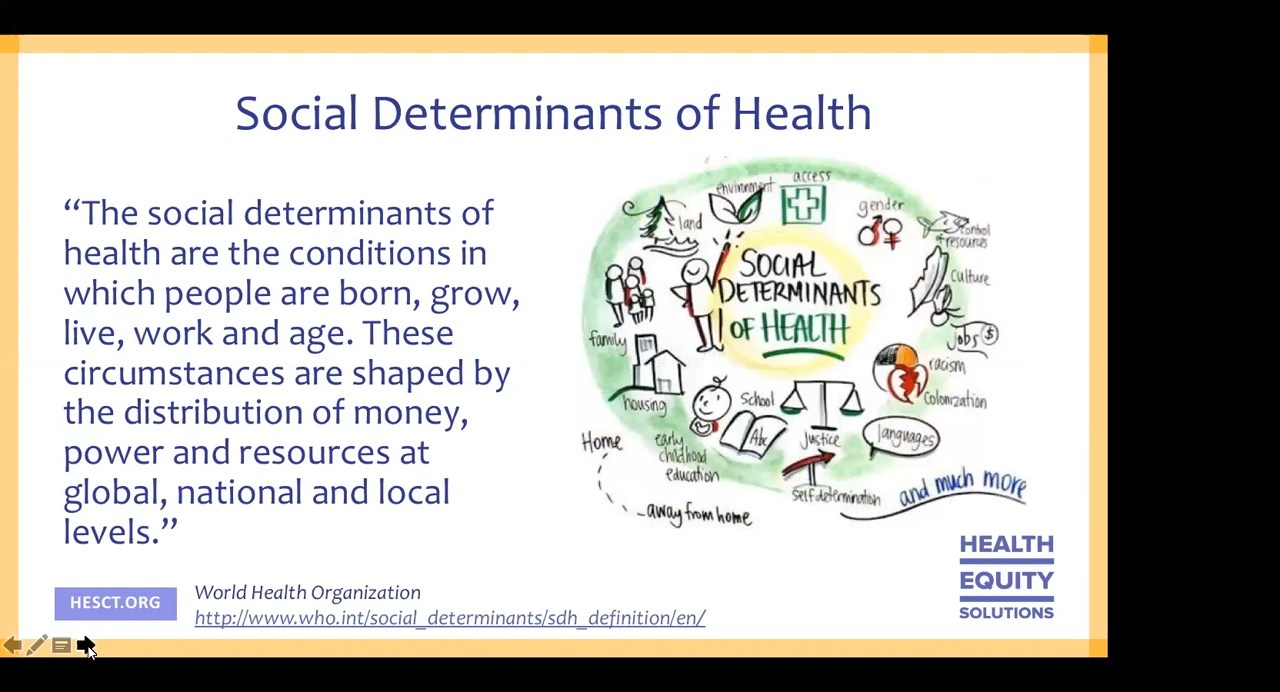 Social Determinants of Health
“The social determinants of
health are the conditions in
which people are born, grow,
live, work and age. These
circumstances are shaped by
the distribution of money,
power and resources at
global, national and local
levels.”
environment
access
land
gender
control
of resources
SOCIAL
DETERMINANTS
OF HEALTH
culture
Jobs $
family
racism
Colonization
housing
School
Abc
Justice
languages
Home
early
childhood
education
self determination
and much more
away from home
HEALTH
EQUITY
SOLUTIONS
HESCT.ORG
World Health Organization
http://www.who.int/social_determinants/sdh_definition/en/